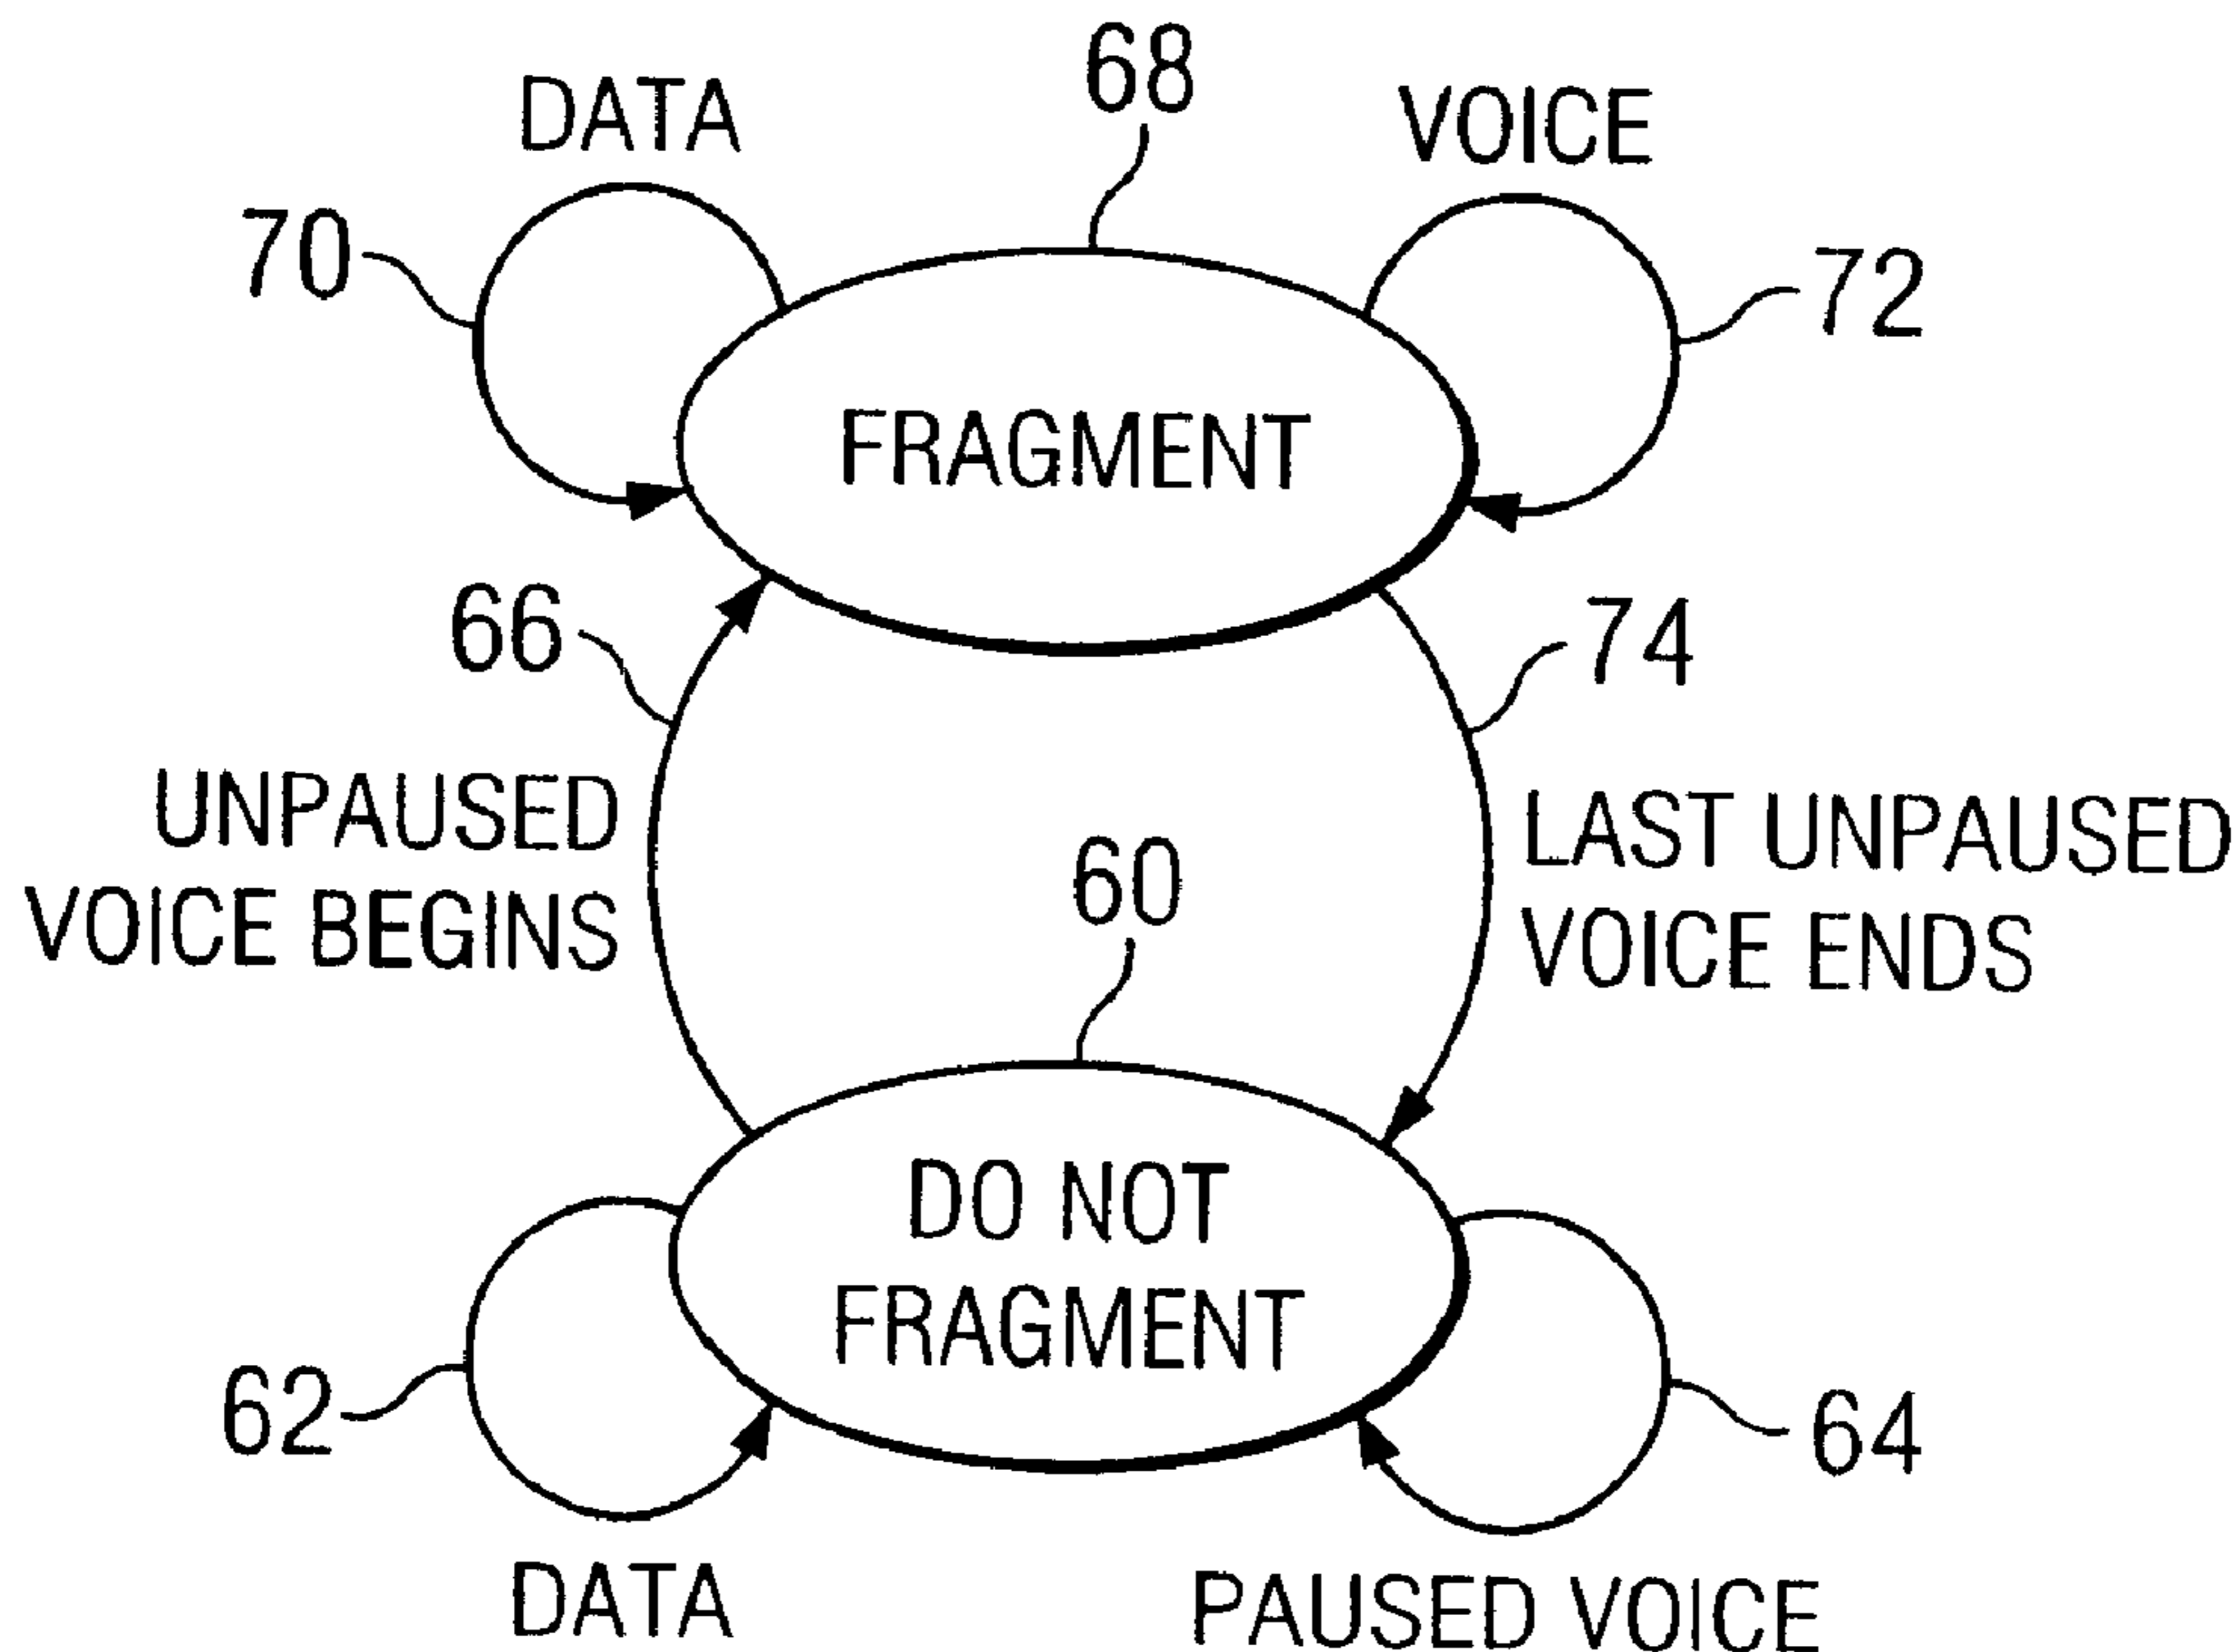 68
DATA
VOICE
70
72
FRAGMENT
66
74
UNPAUSED
VOICE BEGINS
LAST UNPAUSED
VOICE ENDS
60
DO NOT
FRAGMENT
62
64
DATA
PAUSED VOICE